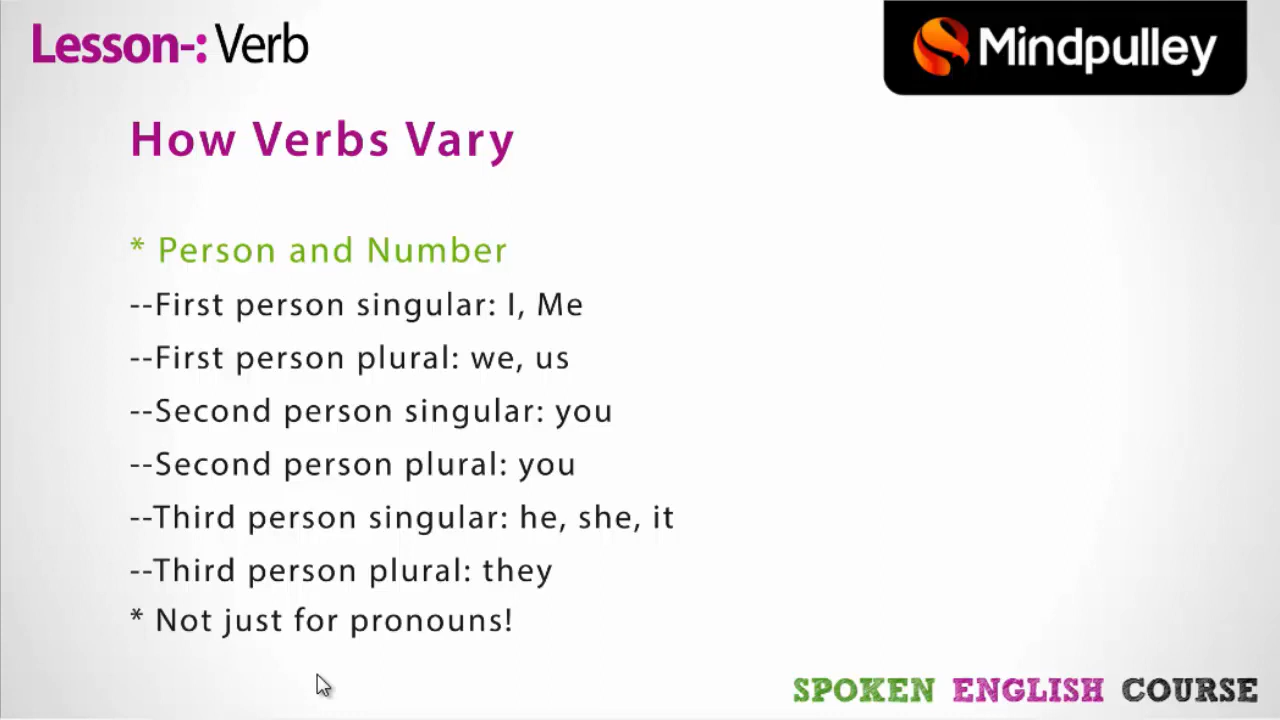 Lesson-: Verb
Mindpulley
How Verbs Vary
* Person and Number
--First person singular: I, Me
--First person plural: we, us
--Second person singular: you
--Second person plural: you
--Third person singular: he, she, it
--Third person plural: they
* Not just for pronouns!
SPOKEN ENGLISH COURSE